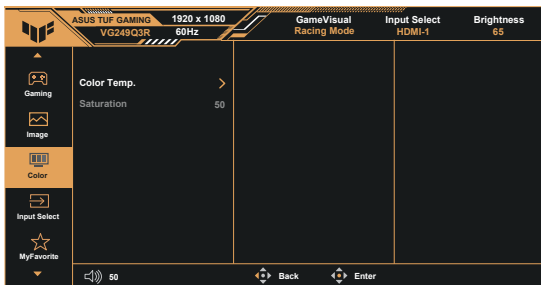 ASUS TUF GAMING 1920 x 1080 GameVisual Input Select Brightness
VG249Q3R 60Hz Racing Mode HDMI-1 65
Gaming
Color Temp.
Saturation 50
Image
Color
Input Select
MyFavorite
50 Back Enter